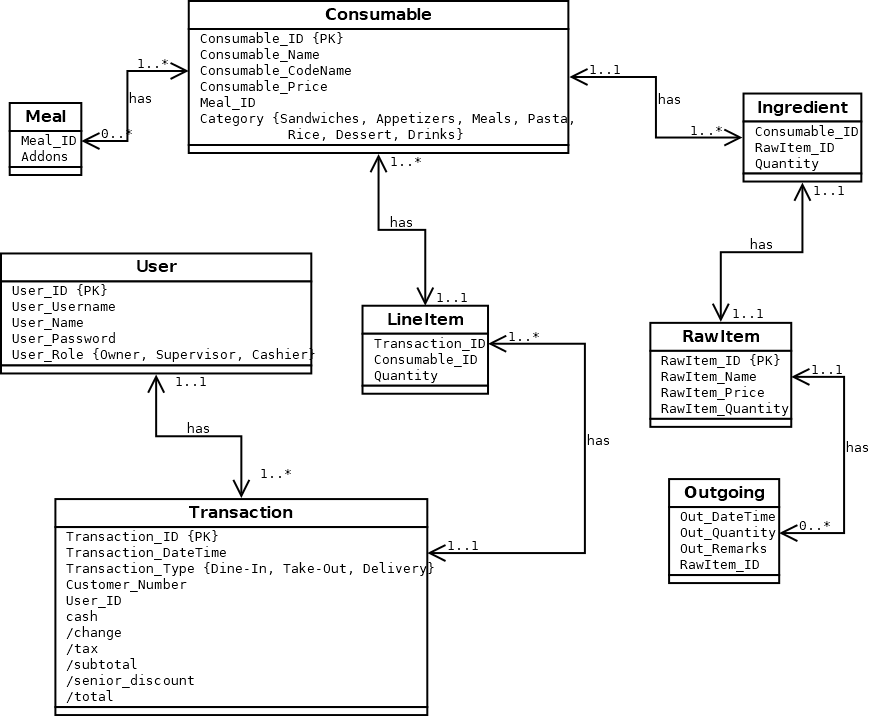 Consumable
Consumable_ID {PK}
Consumable_Name
Consumable_CodeName
Consumable_Price
Meal_ID
Category {Sandwiches, Appetizers, Meals, Pasta,
Rice, Dessert, Drinks}
1..*
has
0..*
Meal
Meal_ID
Addons
1..1
has
1..*
Ingredient
Consumable_ID
RawItem_ID
Quantity
1..*
has
1..1
1..1
has
1..1
User
User_ID {PK}
User_Username
User_Name
User_Password
User_Role {Owner, Supervisor, Cashier}
LineItem
Transaction_ID
Consumable_ID
Quantity
1..*
has
1..1
RawItem
RawItem_ID {PK}
RawItem_Name
RawItem_Price
RawItem_Quantity
1..1
has
0..*
1..1
has
1..*
Outgoing
Out_DateTime
Out_Quantity
Out_Remarks
RawItem_ID
Transaction
Transaction_ID {PK}
Transaction_DateTime
Transaction_Type {Dine-In, Take-Out, Delivery}
Customer_Number
User_ID
cash
/change
/tax
/subtotal
/senior_discount
/total